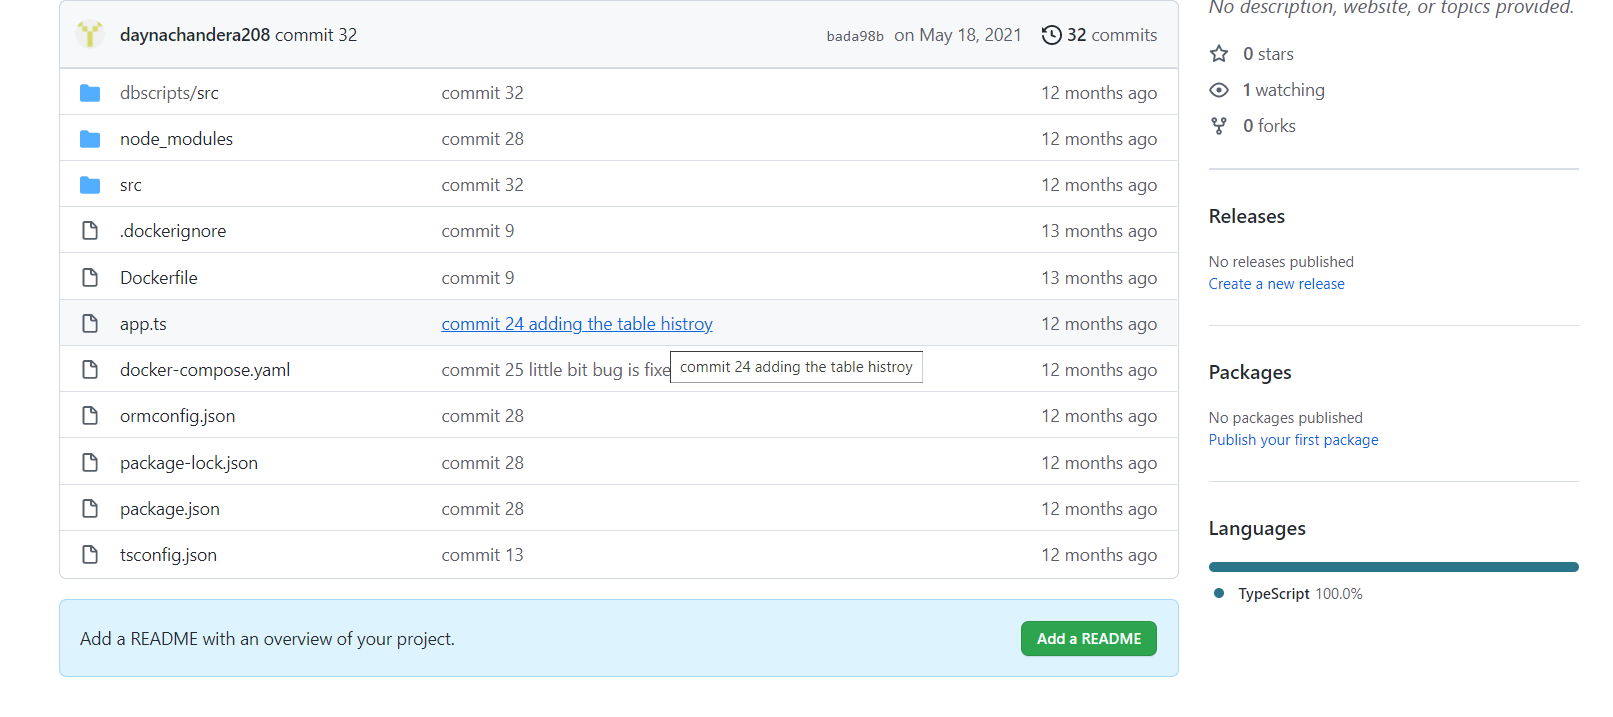 No description, website, or topics provided.
daynachandera208 commit 32 bada98b on May 18, 2021 32 commits
0 stars
1 watching
0 forks
dbscripts/src commit 32 12 months ago
node_modules commit 28 12 months ago
src commit 32 12 months ago
.dockerignore commit 9 13 months ago
Dockerfile commit 9 13 months ago
app.ts commit 24 adding the table histroy 12 months ago
docker-compose.yaml commit 25 little bit bug is fixe 12 months ago
commit 24 adding the table histroy
ormconfig.json commit 28 12 months ago
package-lock.json commit 28 12 months ago
package.json commit 28 12 months ago
tsconfig.json commit 13 12 months ago
Releases
No releases published
Create a new release
Packages
No packages published
Publish your first package
Languages
TypeScript 100.0%
Add a README with an overview of your project.
Add a README